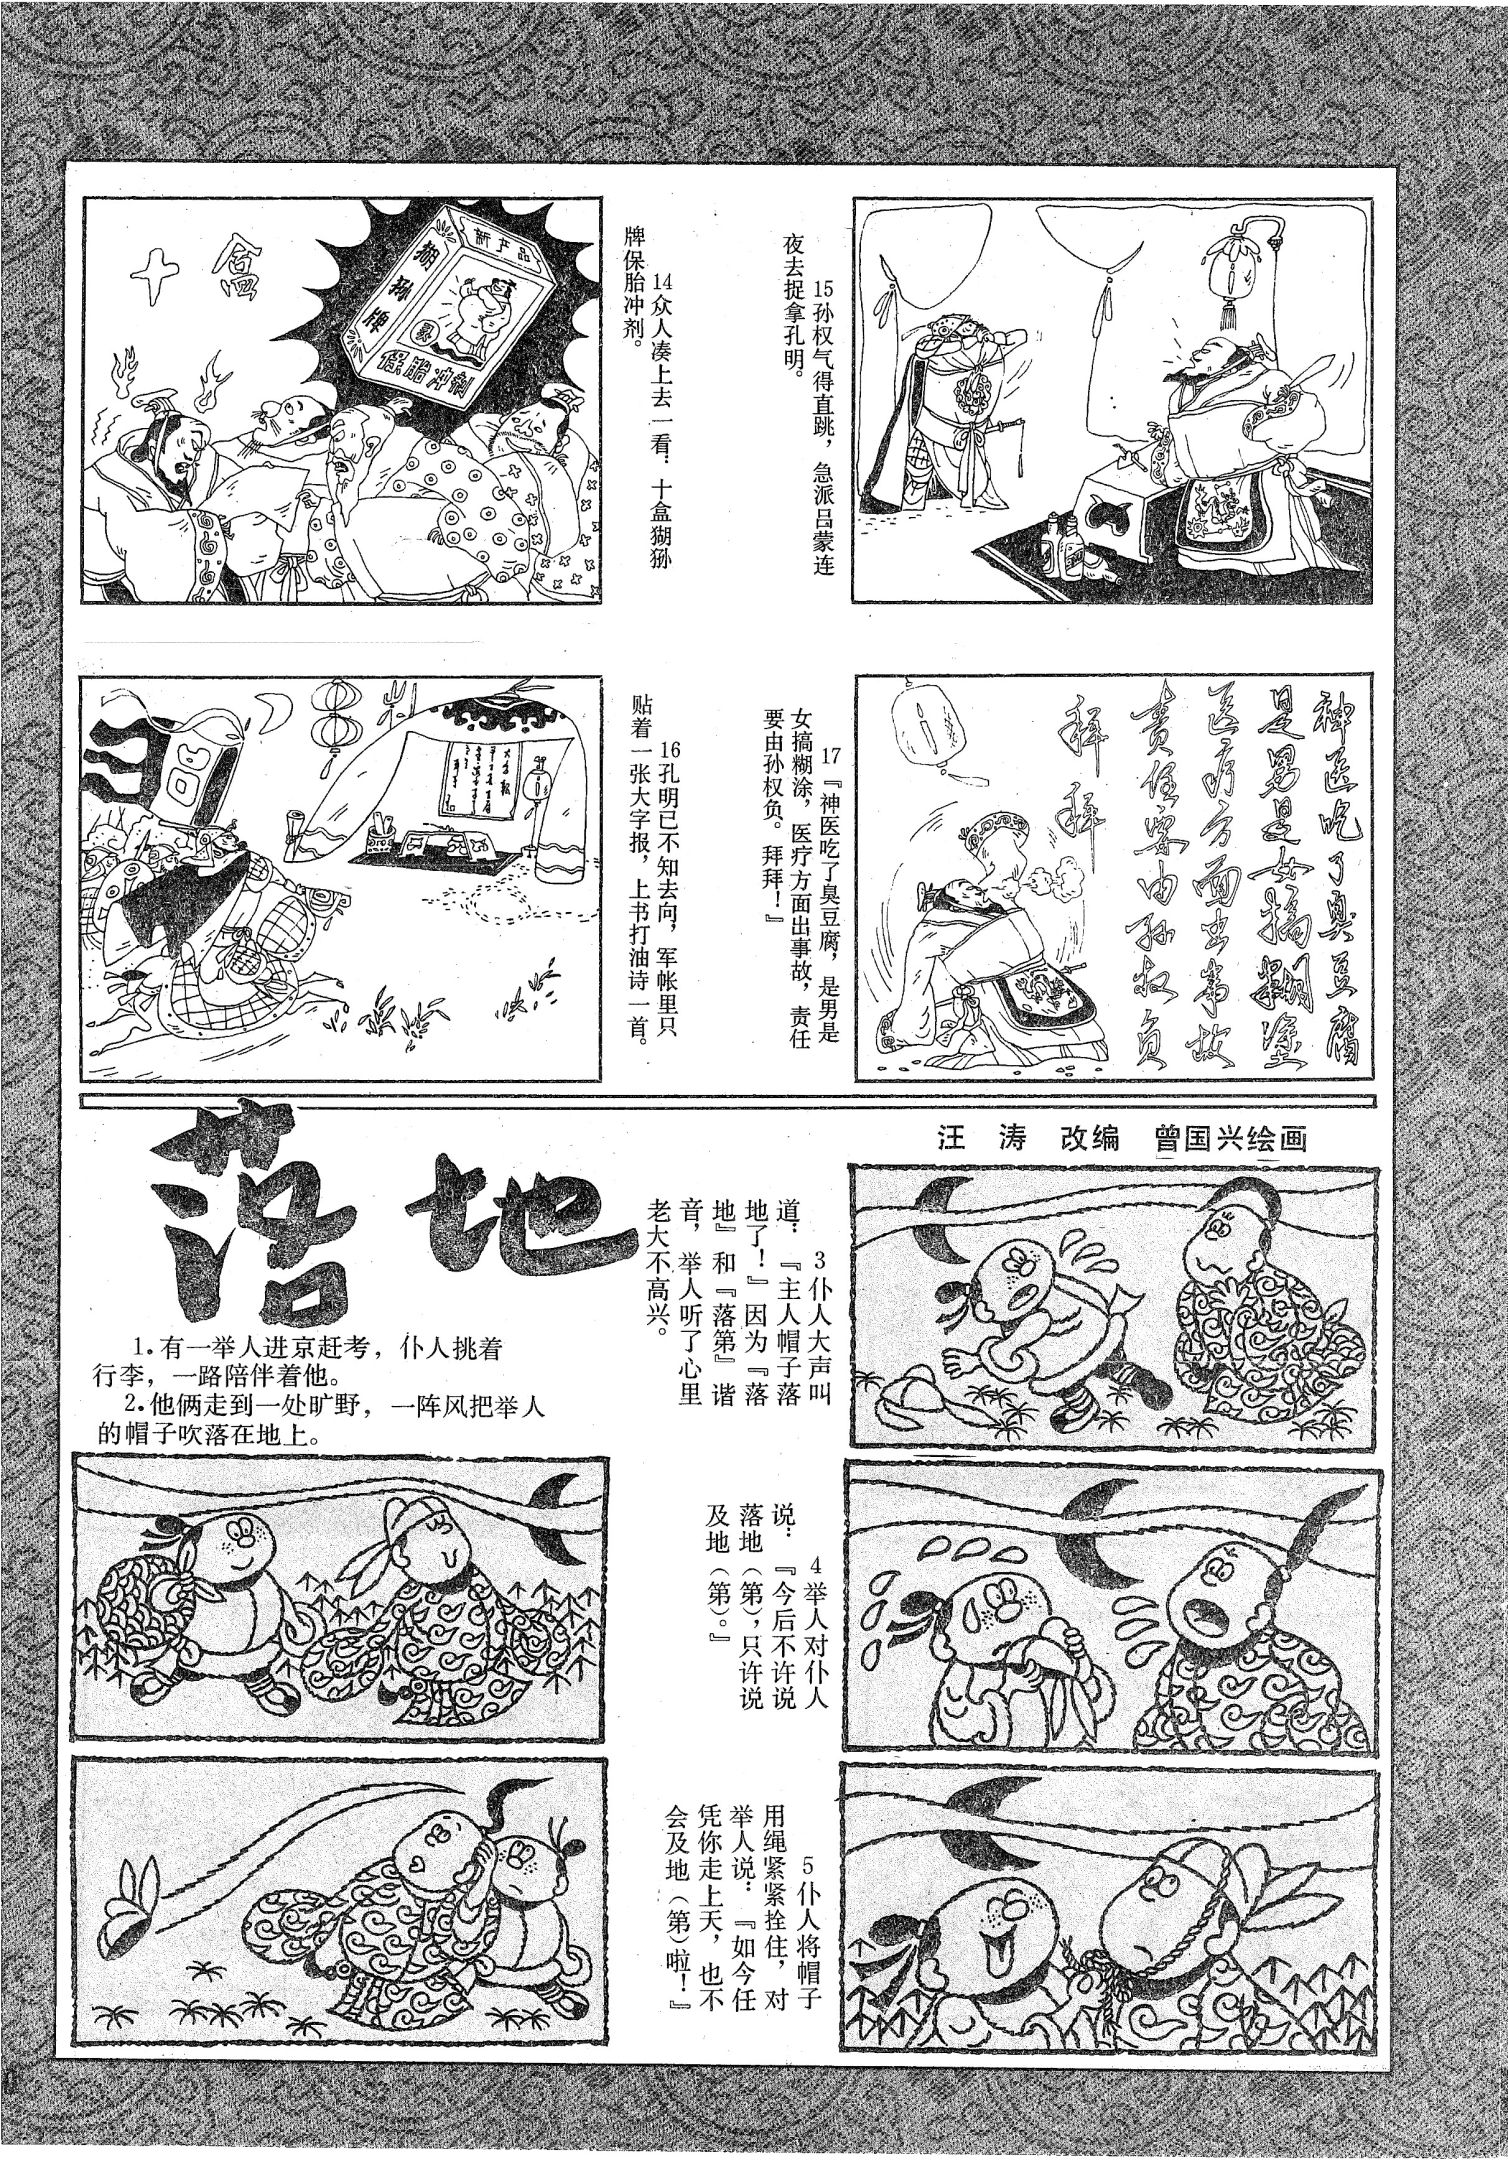 十盒
新产品
猢狲牌
保胎冲剂
14众人凑上去一看：十盒猢狲
牌保胎冲剂。
15孙权气得直跳，急派吕蒙连
夜去捉拿孔明。
16孔明已不知去向，军帐里只
贴着一张大字报，上书打油诗一首。
17『神医吃了臭豆腐，是男是
女搞糊涂，医疗方面出事故，责任
要由孙权负。拜拜！』
神医吃了臭豆腐
是男是女搞糊涂
医疗方面出事故
责任要由孙权负
拜拜
落地
汪 涛 改编 曾国兴绘画
1.有一举人进京赶考，仆人挑着
行李，一路陪伴着他。
2.他俩走到一处旷野，一阵风把举人
的帽子吹落在地上。
3仆人大声叫
道：『主人帽子落
地了！』因为『落
地』和『落第』谐
音，举人听了心里
老大不高兴。
4举人对仆人
说：『今后不许说
落地（第），只许说
及地（第）。』
5仆人将帽子
用绳紧紧拴住，对
举人说：『如今任
凭你走上天，也不
会及地（第）啦！』